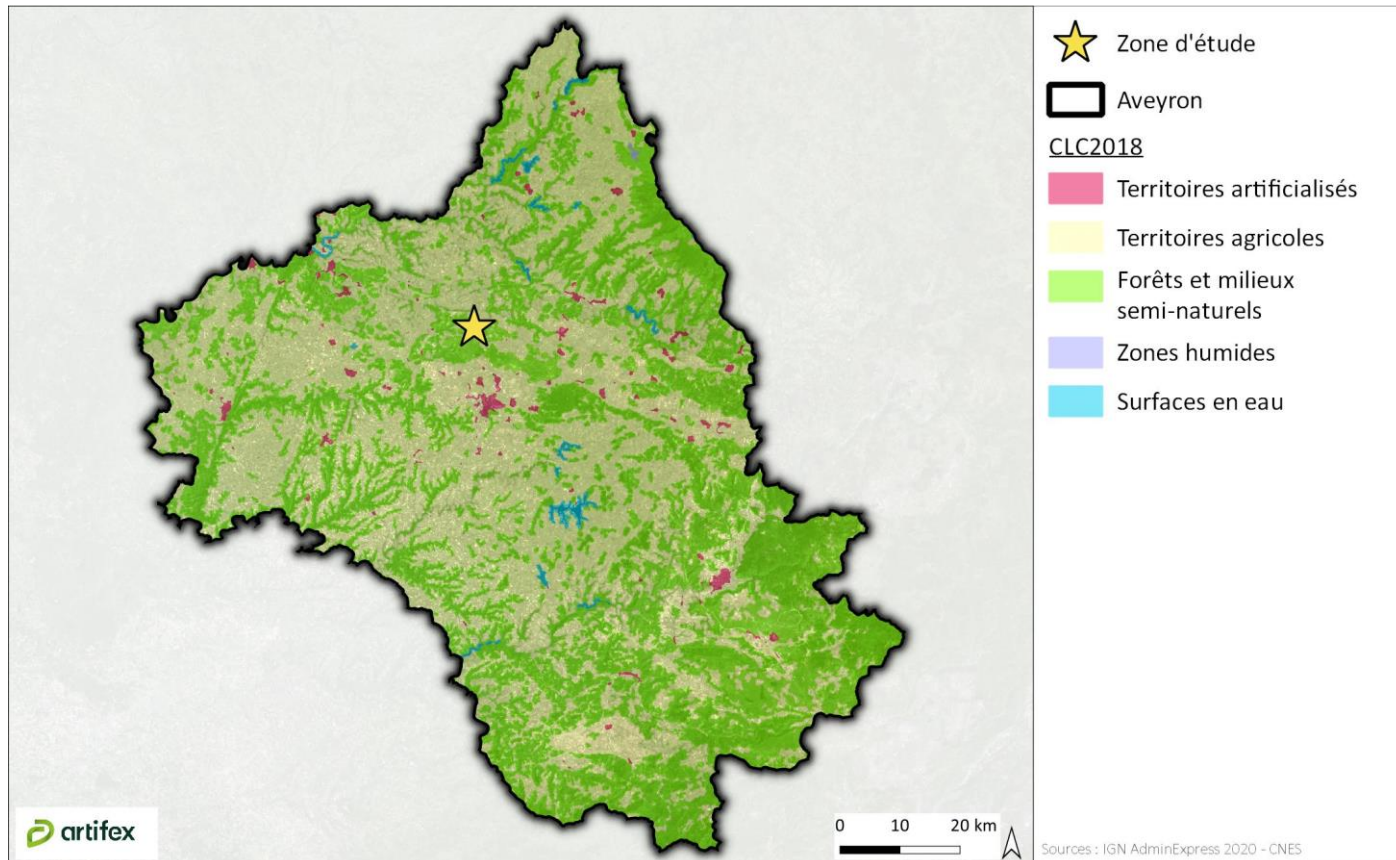 Zone d'étude
Aveyron
CLC2018
Territoires artificialisés
Territoires agricoles
Forêts et milieux
semi-naturels
Zones humides
Surfaces en eau
artifex
0 10 20 km
Sources : IGN AdminExpress 2020 - CNES